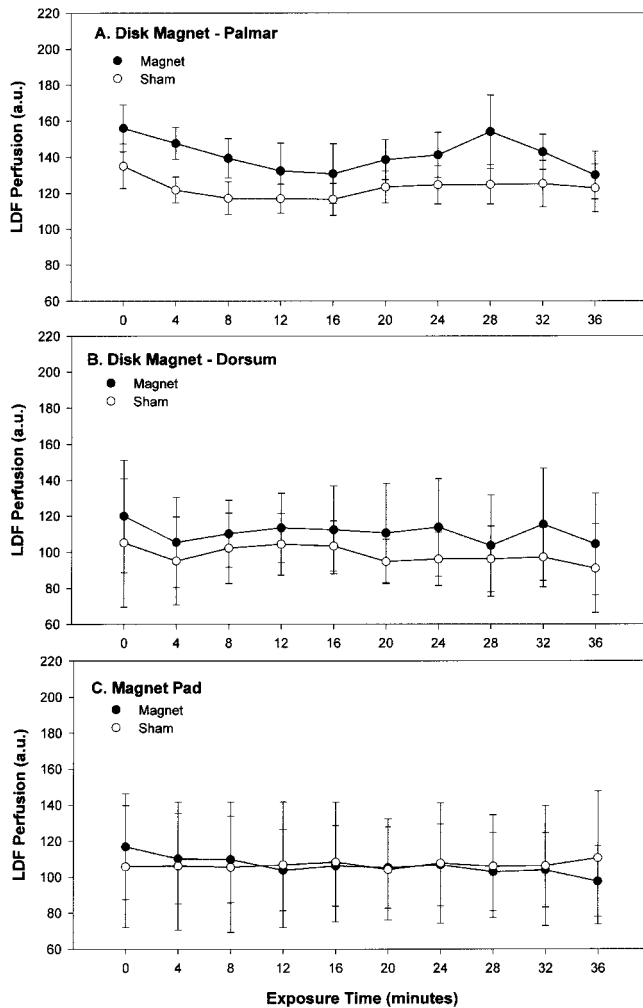 A. Disk Magnet - Palmar
Magnet
Sham
LDF Perfusion (a.u.)
220
200
180
160
140
120
100
80
60
0 4 8 12 16 20 24 28 32 36
B. Disk Magnet - Dorsum
Magnet
Sham
LDF Perfusion (a.u.)
220
200
180
160
140
120
100
80
60
0 4 8 12 16 20 24 28 32 36
C. Magnet Pad
Magnet
Sham
LDF Perfusion (a.u.)
220
200
180
160
140
120
100
80
60
0 4 8 12 16 20 24 28 32 36
Exposure Time (minutes)